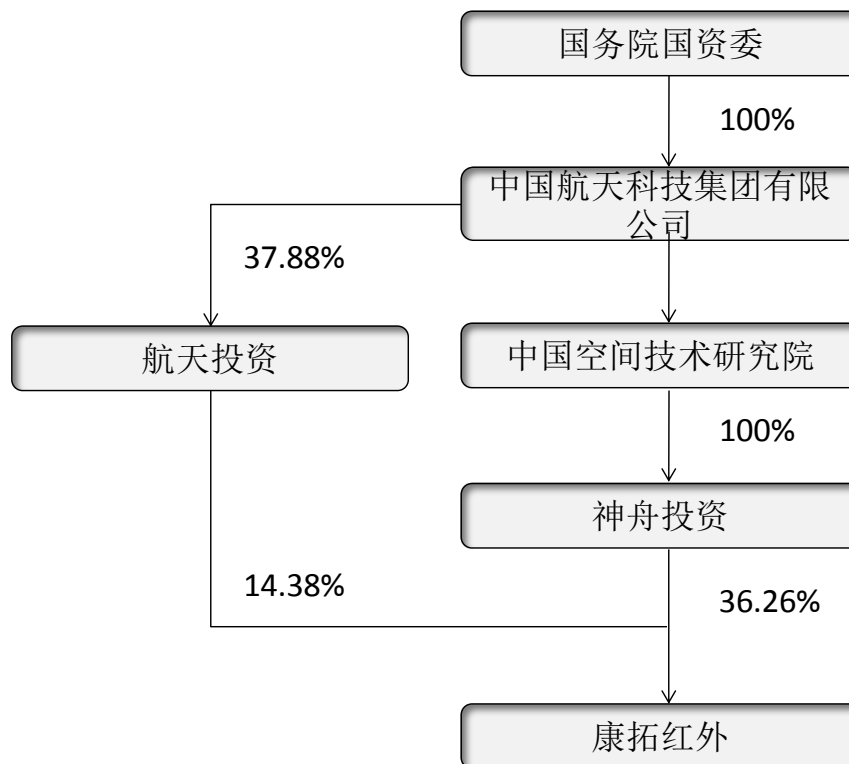 国务院国资委
100%
中国航天科技集团有限
公司
37.88%
航天投资
中国空间技术研究院
100%
神舟投资
14.38%
36.26%
康拓红外